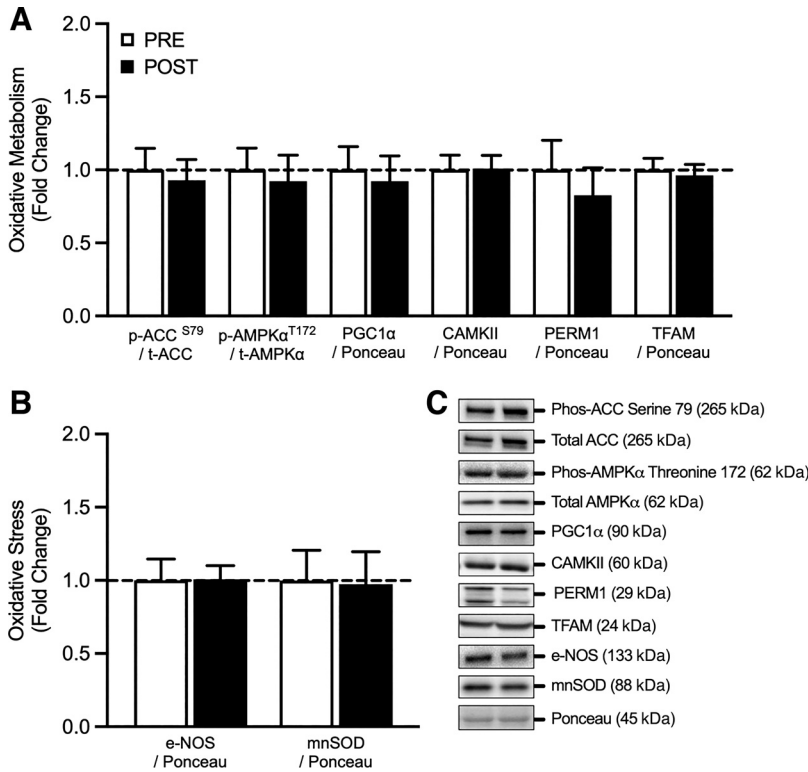 A
2.0
PRE
POST
1.5
1.0
0.5
0.0
Oxidative Metabolism
(Fold Change)
p-ACC S79
/ t-ACC
p-AMPKαT172
/ t-AMPKα
PGC1α
/ Ponceau
CAMKII
/ Ponceau
PERM1
/ Ponceau
TFAM
/ Ponceau
B
2.0
1.5
1.0
0.5
0.0
Oxidative Stress
(Fold Change)
e-NOS
/ Ponceau
mnSOD
/ Ponceau
C
Phos-ACC Serine 79 (265 kDa)
Total ACC (265 kDa)
Phos-AMPKα Threonine 172 (62 kDa)
Total AMPKα (62 kDa)
PGC1α (90 kDa)
CAMKII (60 kDa)
PERM1 (29 kDa)
TFAM (24 kDa)
e-NOS (133 kDa)
mnSOD (88 kDa)
Ponceau (45 kDa)